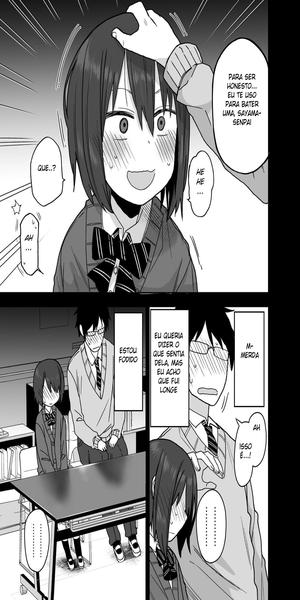 PARA SER
HONESTO...
EU TE USO
PARA BATER
UMA, SAYAMA-
SENPAI
HE
HE
...
QUE..?
AH
...
M-
MERDA
EU QUERIA
DIZER O
QUE SENTIA
DELA, MAS
EU ACHO
QUE FUI
LONGE
ESTOU
FODIDO
AH
ISSO
É...!